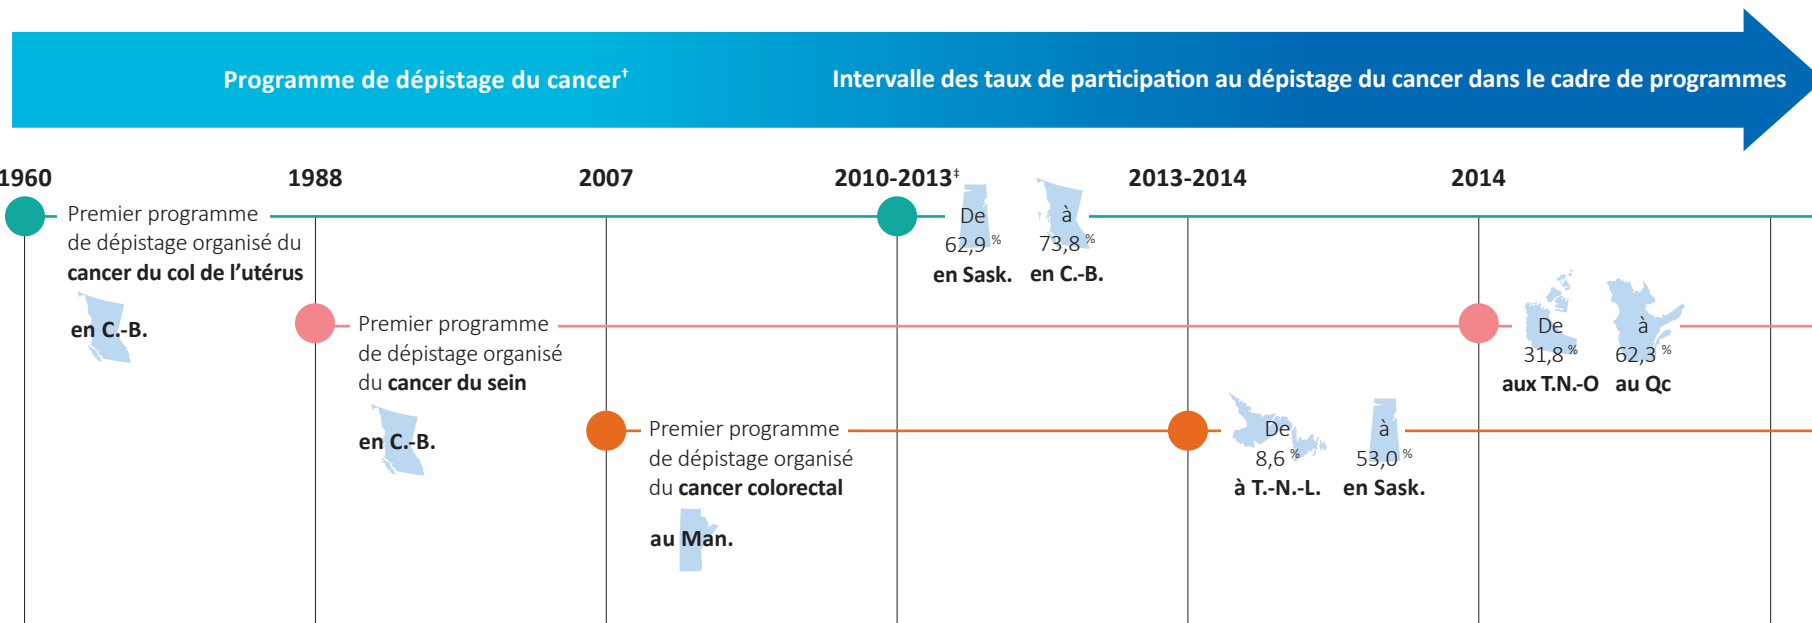 Programme de dépistage du cancer†
Intervalle des taux de participation au dépistage du cancer dans le cadre de programmes
1960
1988
2007
2010-2013‡
2013-2014
2014
Premier programme
de dépistage organisé du
cancer du col de l’utérus
en C.-B.
De
62,9 %
en Sask.
à
73,8 %
en C.-B.
Premier programme
de dépistage organisé
du cancer du sein
en C.-B.
De
31,8 %
aux T.N.-O
à
62,3 %
au Qc
Premier programme
de dépistage organisé
du cancer colorectal
au Man.
De
8,6 %
à T.-N.-L.
à
53,0 %
en Sask.